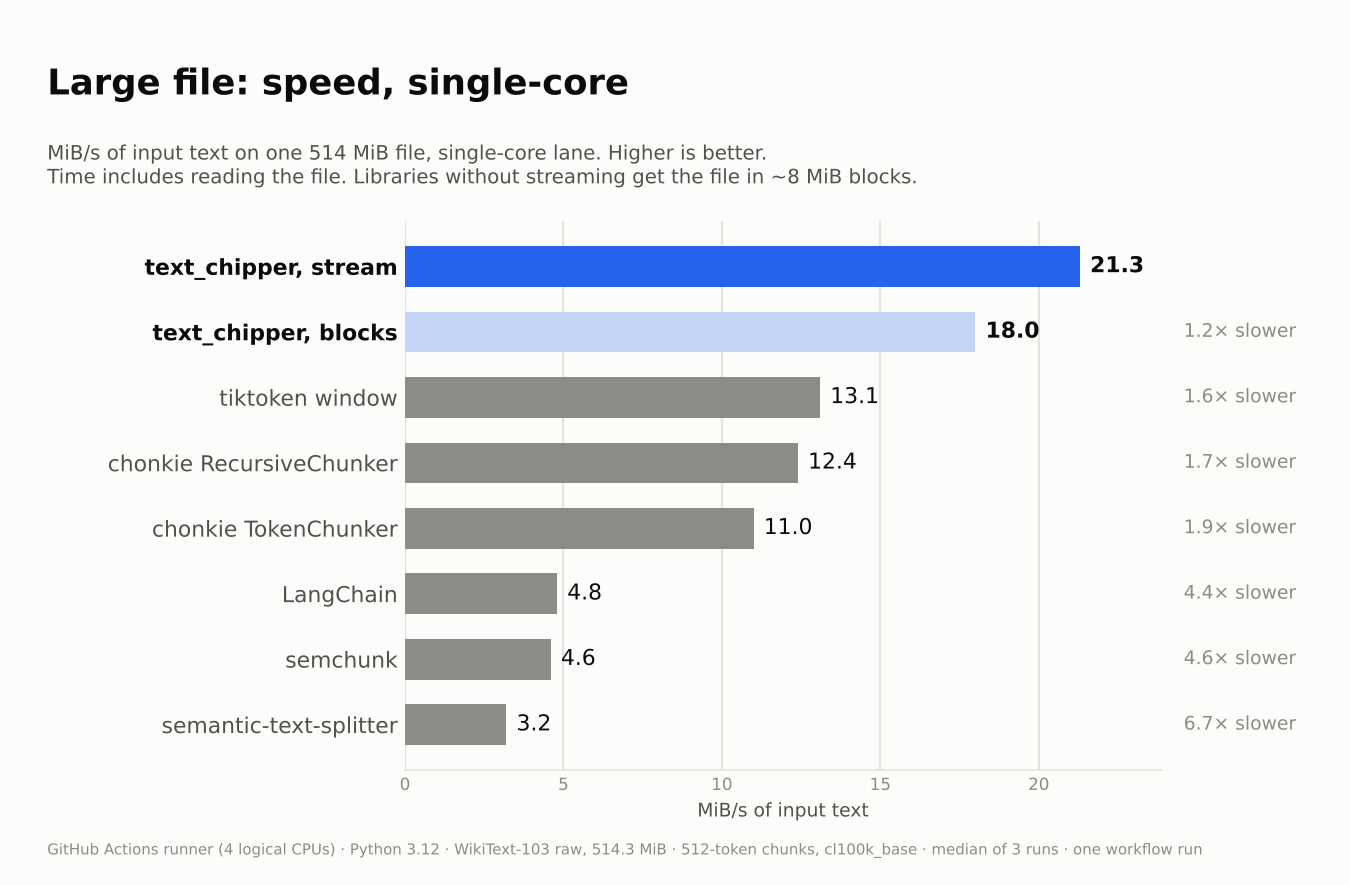 Large file: speed, single-core
MiB/s of input text on one 514 MiB file, single-core lane. Higher is better.
Time includes reading the file. Libraries without streaming get the file in ~8 MiB blocks.
text_chipper, stream 21.3
text_chipper, blocks 18.0 1.2× slower
tiktoken window 13.1 1.6× slower
chonkie RecursiveChunker 12.4 1.7× slower
chonkie TokenChunker 11.0 1.9× slower
LangChain 4.8 4.4× slower
semchunk 4.6 4.6× slower
semantic-text-splitter 3.2 6.7× slower
0 5 10 15 20
MiB/s of input text
GitHub Actions runner (4 logical CPUs) · Python 3.12 · WikiText-103 raw, 514.3 MiB · 512-token chunks, cl100k_base · median of 3 runs · one workflow run